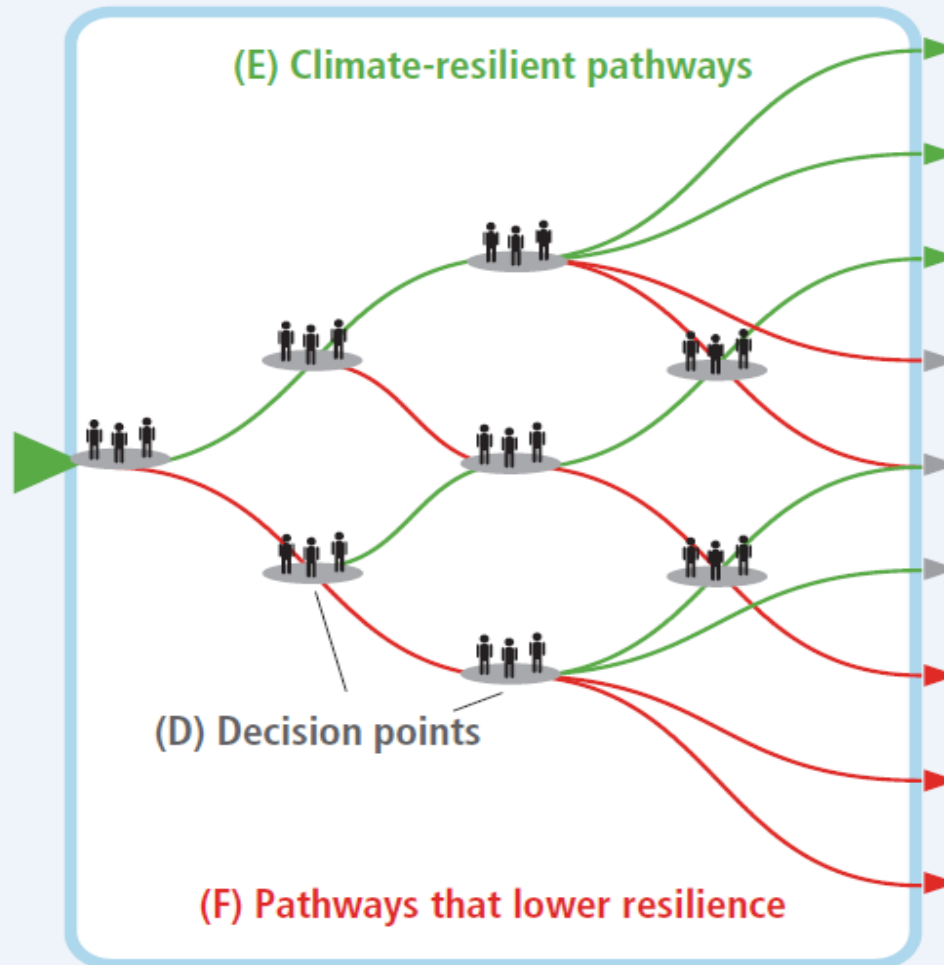 (E) Climate-resilient pathways
(D) Decision points
(F) Pathways that lower resilience